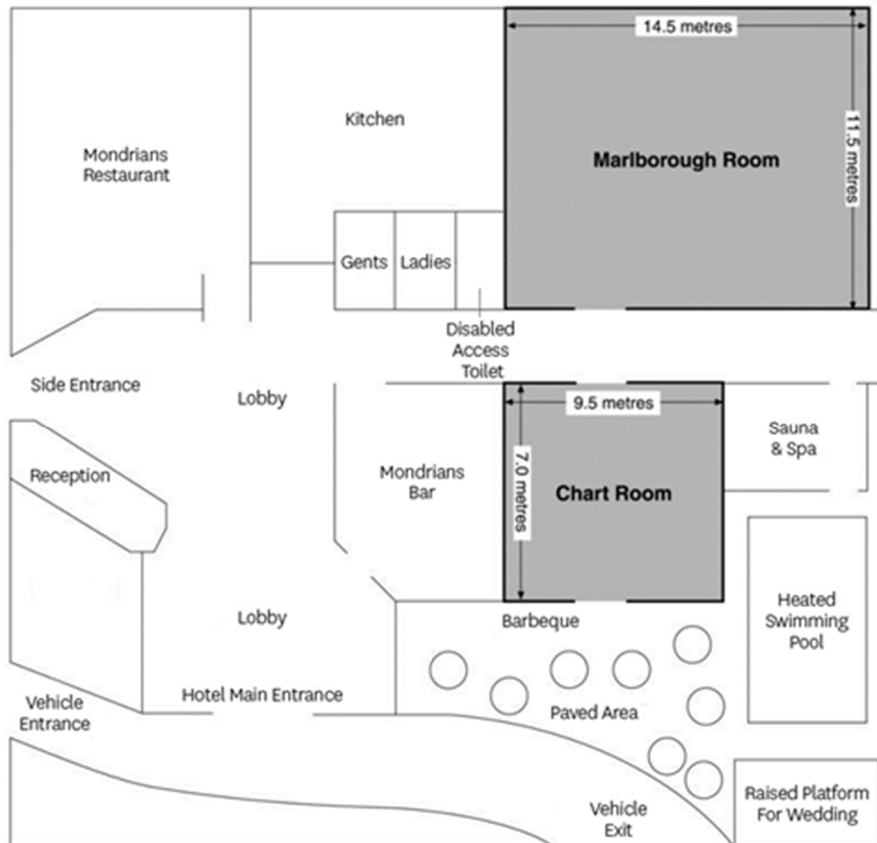 14.5 metres
Kitchen
Mondrians
Restaurant
Marlborough Room
11.5 metres
Gents
Ladies
Disabled
Access
Toilet
Side Entrance
Lobby
9.5 metres
Sauna
& Spa
Reception
Mondrians
Bar
7.0 metres
Chart Room
Lobby
Barbeque
Heated
Swimming
Pool
Hotel Main Entrance
Vehicle
Entrance
Paved Area
Raised Platform
For Wedding
Vehicle
Exit